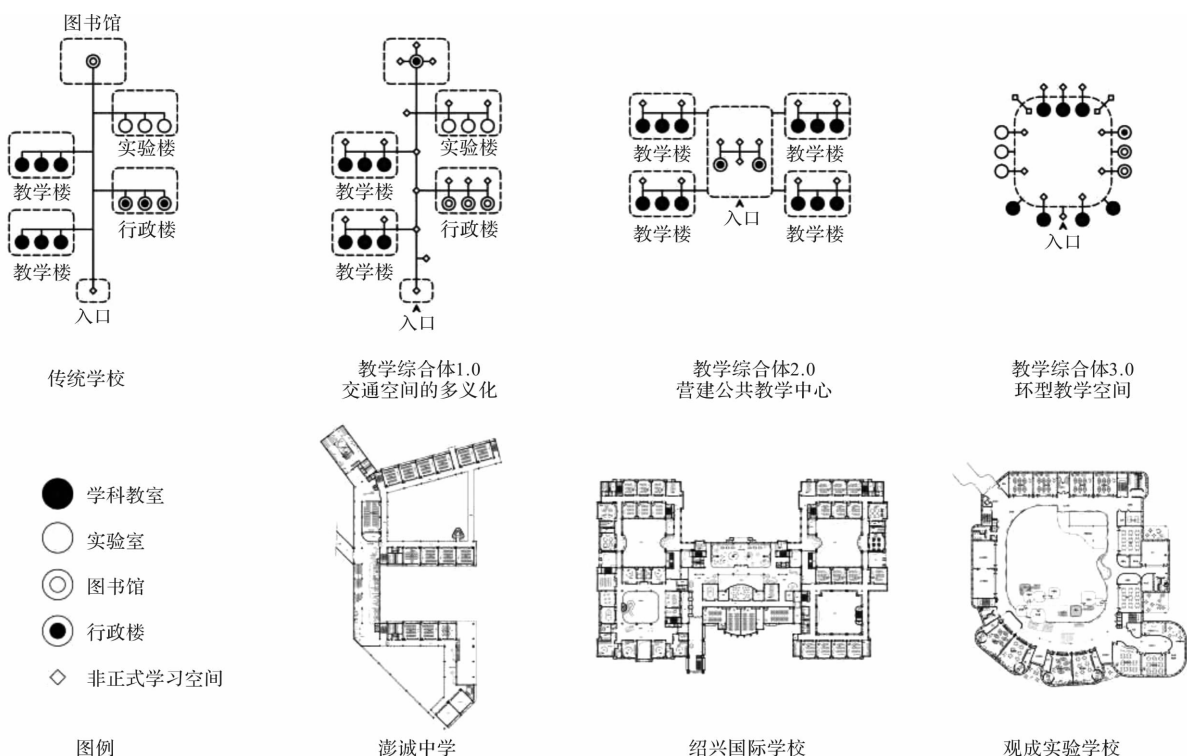 图书馆
实验楼
教学楼
行政楼
教学楼
入口
传统学校
实验楼
教学楼
行政楼
教学楼
入口
教学综合体1.0
交通空间的多义化
教学楼
教学楼
入口
教学楼
教学楼
教学综合体2.0
营建公共教学中心
入口
教学综合体3.0
环型教学空间
学科教室
实验室
图书馆
行政楼
非正式学习空间
图例
澎诚中学
绍兴国际学校
观成实验学校